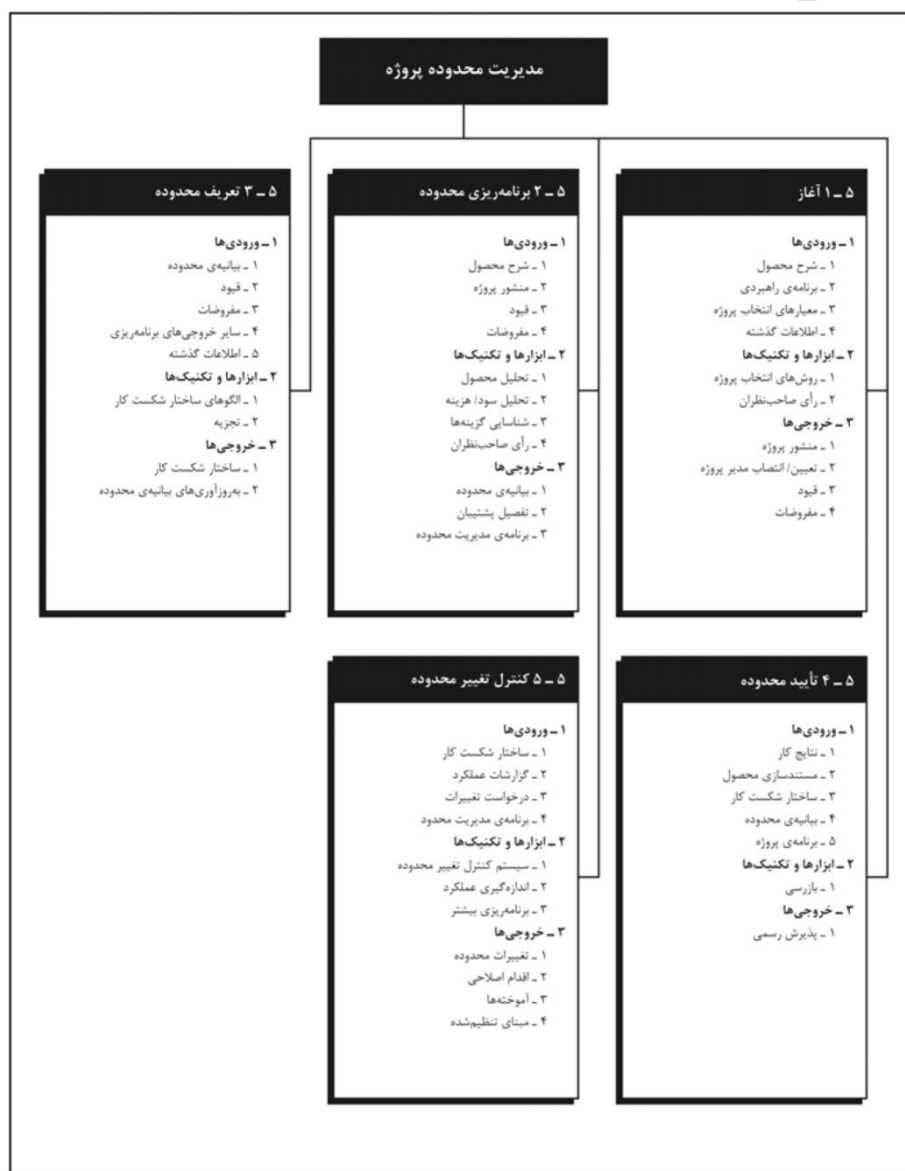 مدیریت محدوده پروژه
۵ ـ ۱ آغاز
۱ ـ ورودی‌ها
۱ ـ شرح محصول
۲ ـ برنامه‌ی راهبردی
۳ ـ معیارهای انتخاب پروژه
۴ ـ اطلاعات گذشته
۲ ـ ابزارها و تکنیک‌ها
۱ ـ روش‌های انتخاب پروژه
۲ ـ رأی صاحب‌نظران
۳ ـ خروجی‌ها
۱ ـ منشور پروژه
۲ ـ تعیین/ انتصاب مدیر پروژه
۳ ـ قیود
۴ ـ مفروضات
۵ ـ ۲ برنامه‌ریزی محدوده
۱ ـ ورودی‌ها
۱ ـ شرح محصول
۲ ـ منشور پروژه
۳ ـ قیود
۴ ـ مفروضات
۲ ـ ابزارها و تکنیک‌ها
۱ ـ تحلیل محصول
۲ ـ تحلیل سود/ هزینه
۳ ـ شناسایی گزینه‌ها
۴ ـ رأی صاحب‌نظران
۳ ـ خروجی‌ها
۱ ـ بیانیه‌ی محدوده
۲ ـ تفصیل پشتیبان
۳ ـ برنامه‌ی مدیریت محدوده
۵ ـ ۳ تعریف محدوده
۱ ـ ورودی‌ها
۱ ـ بیانیه‌ی محدوده
۲ ـ قیود
۳ ـ مفروضات
۴ ـ سایر خروجی‌های برنامه‌ریزی
۵ ـ اطلاعات گذشته
۲ ـ ابزارها و تکنیک‌ها
۱ ـ الگوهای ساختار شکست کار
۲ ـ تجزیه
۳ ـ خروجی‌ها
۱ ـ ساختار شکست کار
۲ ـ به‌روزآوری‌های بیانیه‌ی محدوده
۵ ـ ۴ تأیید محدوده
۱ ـ ورودی‌ها
۱ ـ نتایج کار
۲ ـ مستندسازی محصول
۳ ـ ساختار شکست کار
۴ ـ بیانیه‌ی محدوده
۵ ـ برنامه‌ی پروژه
۲ ـ ابزارها و تکنیک‌ها
۱ ـ بازرسی
۳ ـ خروجی‌ها
۱ ـ پذیرش رسمی
۵ ـ ۵ کنترل تغییر محدوده
۱ ـ ورودی‌ها
۱ ـ ساختار شکست کار
۲ ـ گزارشات عملکرد
۳ ـ درخواست تغییرات
۴ ـ برنامه‌ی مدیریت محدود
۲ ـ ابزارها و تکنیک‌ها
۱ ـ سیستم کنترل تغییر محدوده
۲ ـ اندازه‌گیری عملکرد
۳ ـ برنامه‌ریزی بیشتر
۳ ـ خروجی‌ها
۱ ـ تغییرات محدوده
۲ ـ اقدام اصلاحی
۳ ـ آموخته‌ها
۴ ـ مبنای تنظیم‌شده